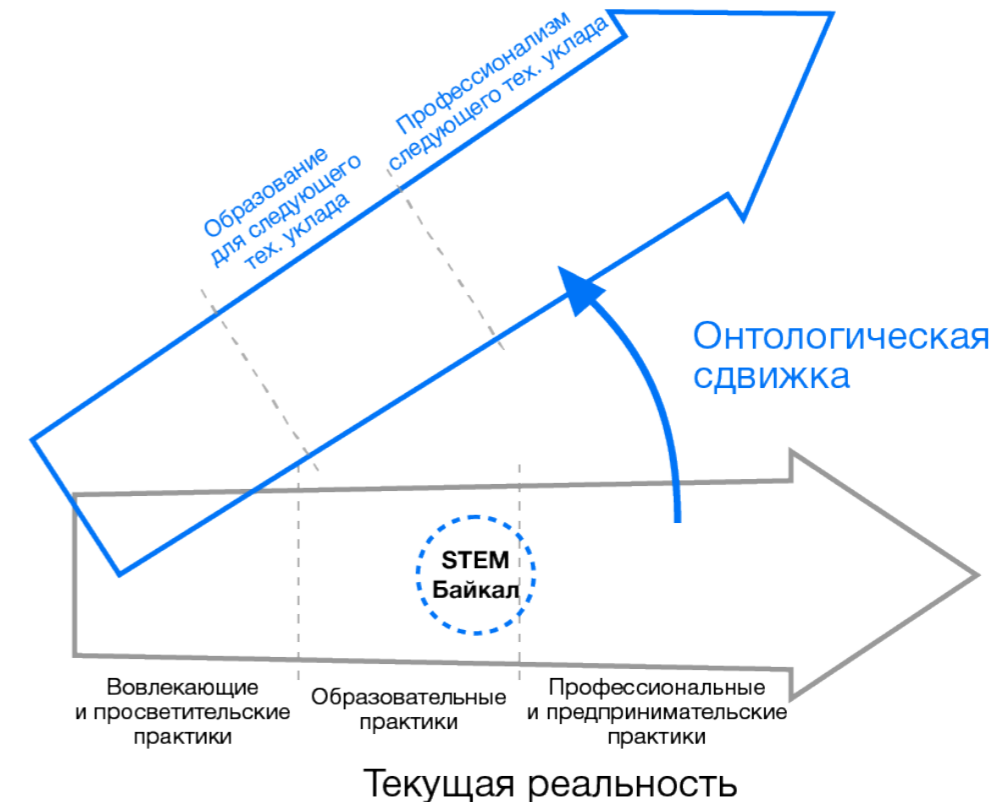 Профессионализм
следующего тех. уклада
Образование
для следующего
тех. уклада
Онтологическая
сдвижка
STEM
Байкал
Вовлекающие
и просветительские
практики
Образовательные
практики
Профессиональные
и предпринимательские
практики
Текущая реальность